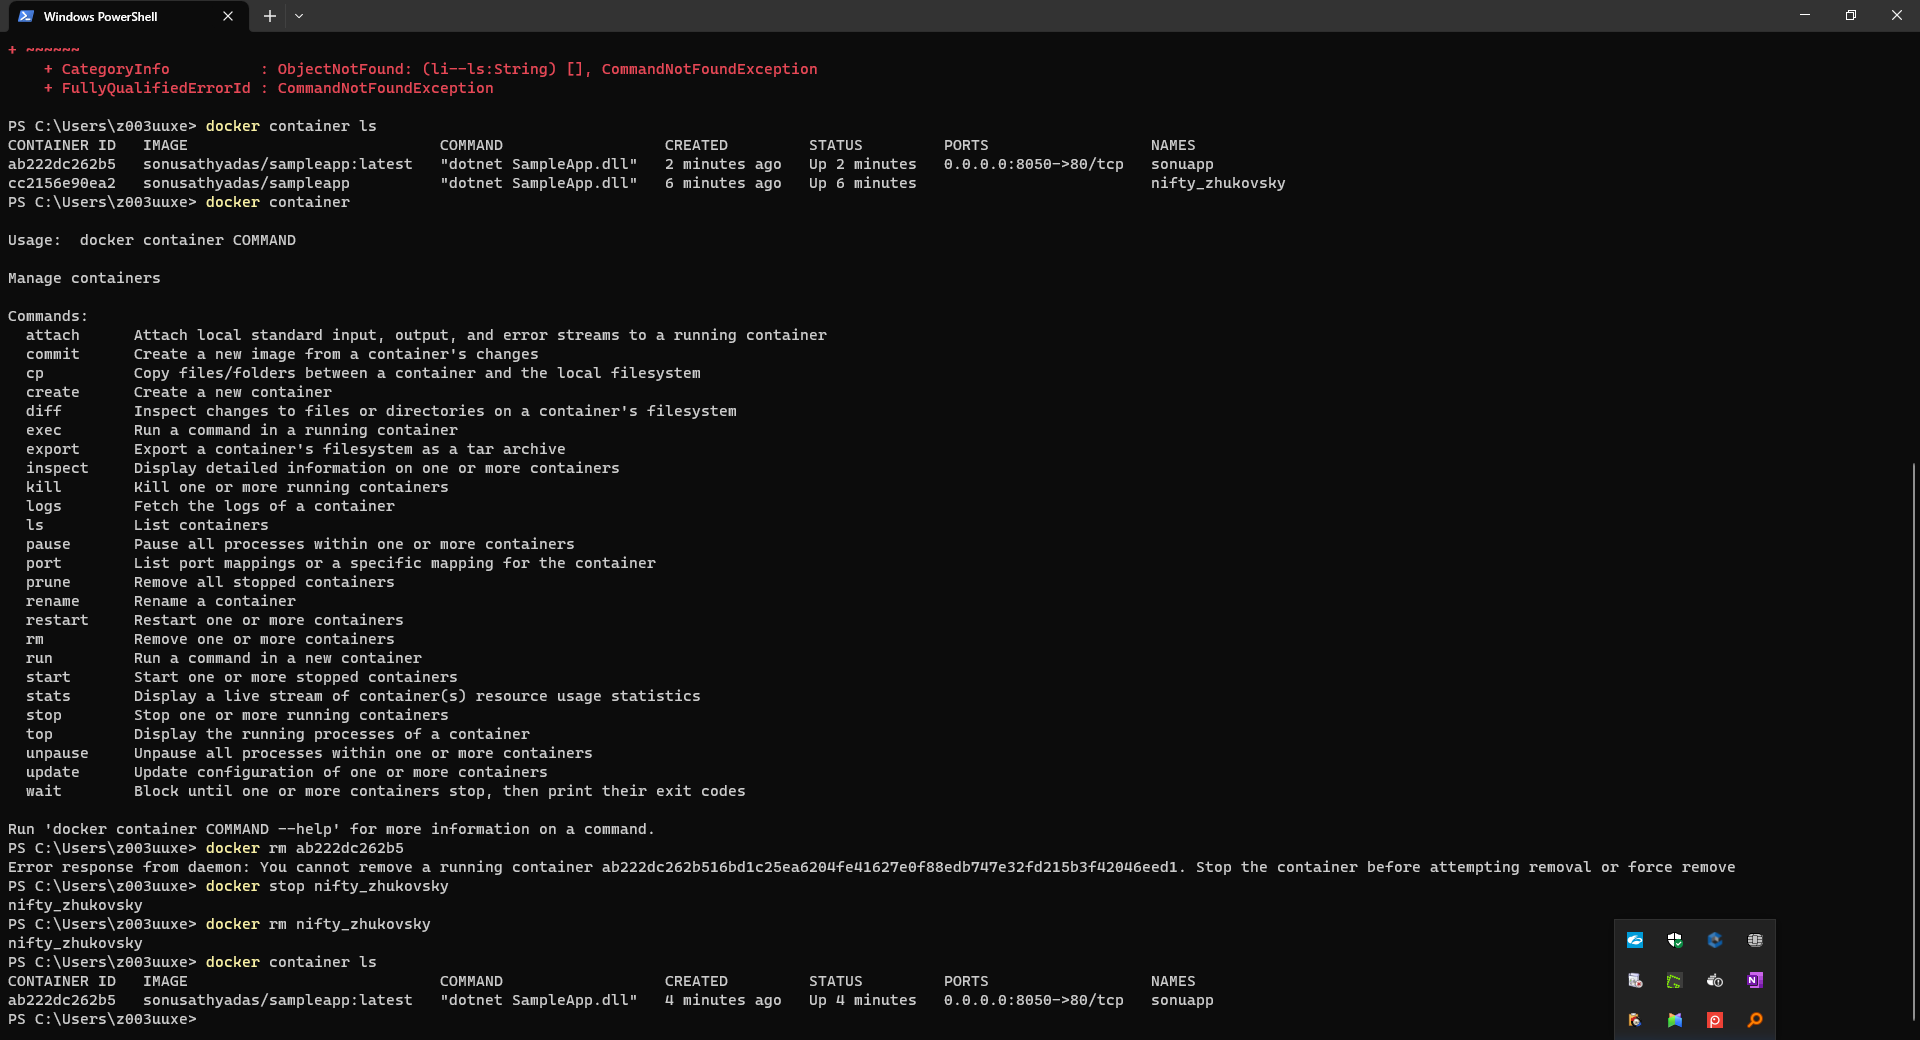 Windows PowerShell
+ ~~~~~~
    + CategoryInfo          : ObjectNotFound: (li--ls:String) [], CommandNotFoundException
    + FullyQualifiedErrorId : CommandNotFoundException

PS C:\Users\z003uuxe> docker container ls
CONTAINER ID   IMAGE                            COMMAND                  CREATED         STATUS         PORTS                  NAMES
ab222dc262b5   sonusathyadas/sampleapp:latest   "dotnet SampleApp.dll"   2 minutes ago   Up 2 minutes   0.0.0.0:8050->80/tcp   sonuapp
cc2156e90ea2   sonusathyadas/sampleapp          "dotnet SampleApp.dll"   6 minutes ago   Up 6 minutes                          nifty_zhukovsky
PS C:\Users\z003uuxe> docker container

Usage:  docker container COMMAND

Manage containers

Commands:
  attach      Attach local standard input, output, and error streams to a running container
  commit      Create a new image from a container's changes
  cp          Copy files/folders between a container and the local filesystem
  create      Create a new container
  diff        Inspect changes to files or directories on a container's filesystem
  exec        Run a command in a running container
  export      Export a container's filesystem as a tar archive
  inspect     Display detailed information on one or more containers
  kill        Kill one or more running containers
  logs        Fetch the logs of a container
  ls          List containers
  pause       Pause all processes within one or more containers
  port        List port mappings or a specific mapping for the container
  prune       Remove all stopped containers
  rename      Rename a container
  restart     Restart one or more containers
  rm          Remove one or more containers
  run         Run a command in a new container
  start       Start one or more stopped containers
  stats       Display a live stream of container(s) resource usage statistics
  stop        Stop one or more running containers
  top         Display the running processes of a container
  unpause     Unpause all processes within one or more containers
  update      Update configuration of one or more containers
  wait        Block until one or more containers stop, then print their exit codes

Run 'docker container COMMAND --help' for more information on a command.
PS C:\Users\z003uuxe> docker rm ab222dc262b5
Error response from daemon: You cannot remove a running container ab222dc262b516bd1c25ea6204fe41627e0f88edb747e32fd215b3f42046eed1. Stop the container before attempting removal or force remove
PS C:\Users\z003uuxe> docker stop nifty_zhukovsky
nifty_zhukovsky
PS C:\Users\z003uuxe> docker rm nifty_zhukovsky
nifty_zhukovsky
PS C:\Users\z003uuxe> docker container ls
CONTAINER ID   IMAGE                            COMMAND                  CREATED         STATUS         PORTS                  NAMES
ab222dc262b5   sonusathyadas/sampleapp:latest   "dotnet SampleApp.dll"   4 minutes ago   Up 4 minutes   0.0.0.0:8050->80/tcp   sonuapp
PS C:\Users\z003uuxe>